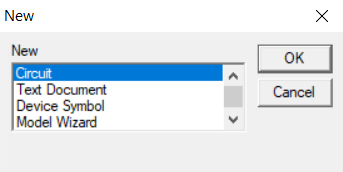 New
New
OK
Circuit
Text Document
Device Symbol
Model Wizard
Cancel